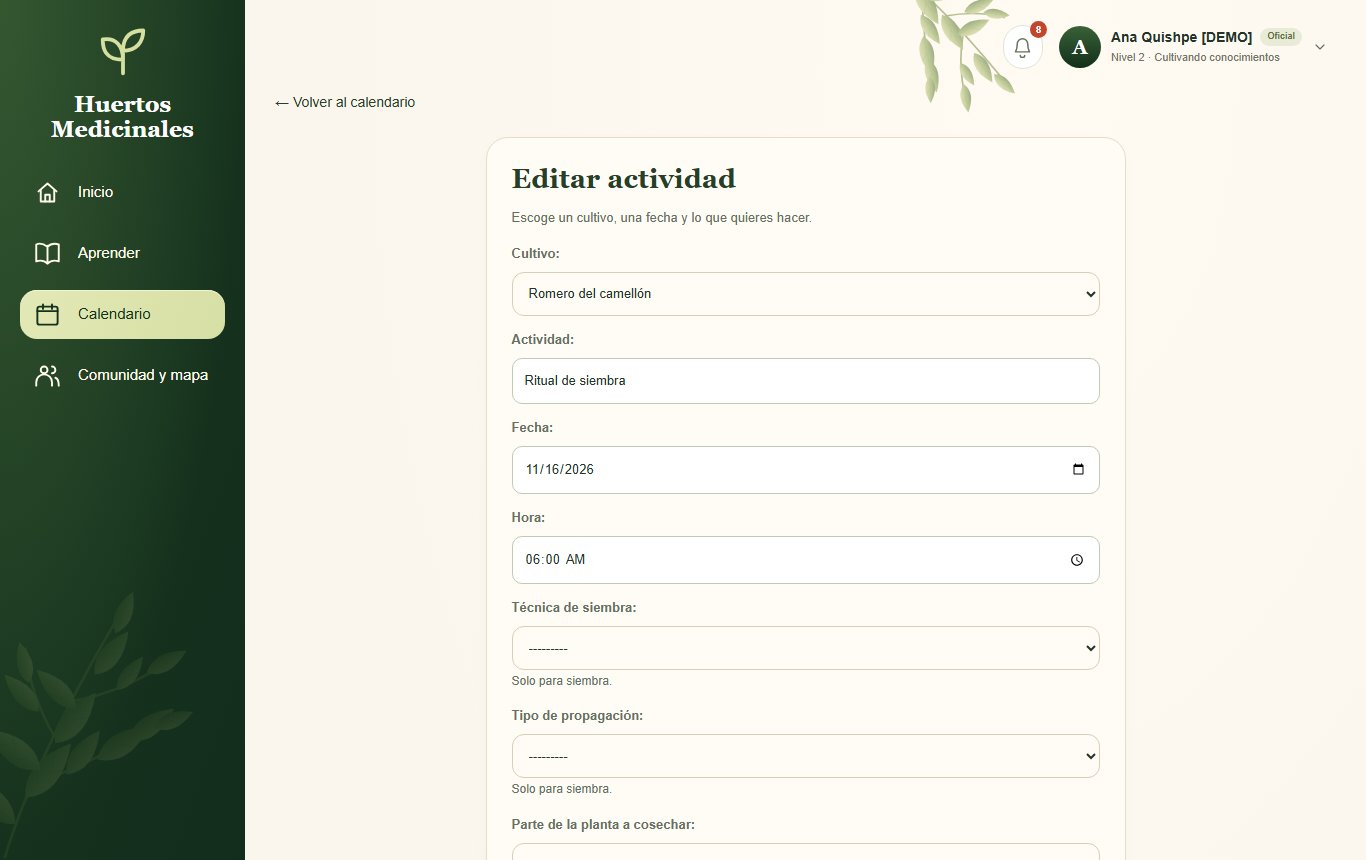 Huertos
Medicinales
Inicio
Aprender
Calendario
Comunidad y mapa
8
A
Ana Quishpe [DEMO]
Oficial
Nivel 2 · Cultivando conocimientos
← Volver al calendario
Editar actividad
Escoge un cultivo, una fecha y lo que quieres hacer.
Cultivo:
Romero del camellón
Actividad:
Ritual de siembra
Fecha:
11/16/2026
Hora:
06:00 AM
Técnica de siembra:
---------
Solo para siembra.
Tipo de propagación:
---------
Solo para siembra.
Parte de la planta a cosechar: